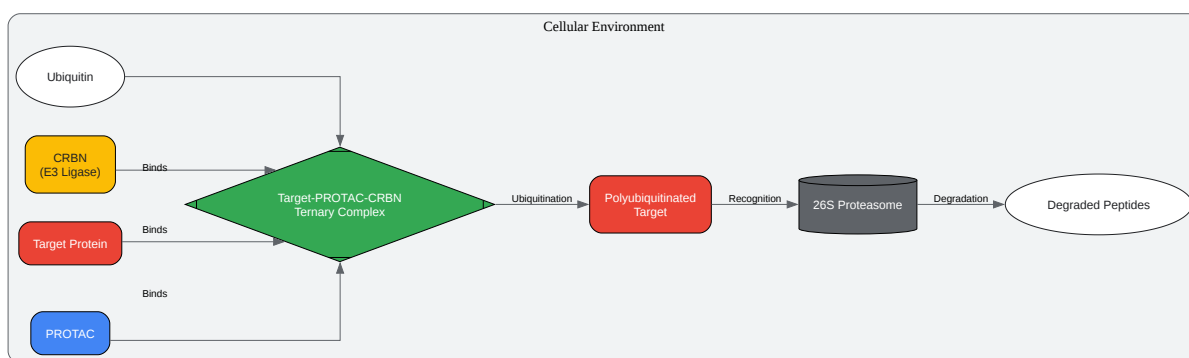 Cellular Environment
Ubiquitin
CRBN
(E3 Ligase)
Binds
Target Protein
Binds
Binds
PROTAC
Target-PROTAC-CRBN
Ternary Complex
Ubiquitination
Polyubiquitinated
Target
Recognition
26S Proteasome
Degradation
Degraded Peptides